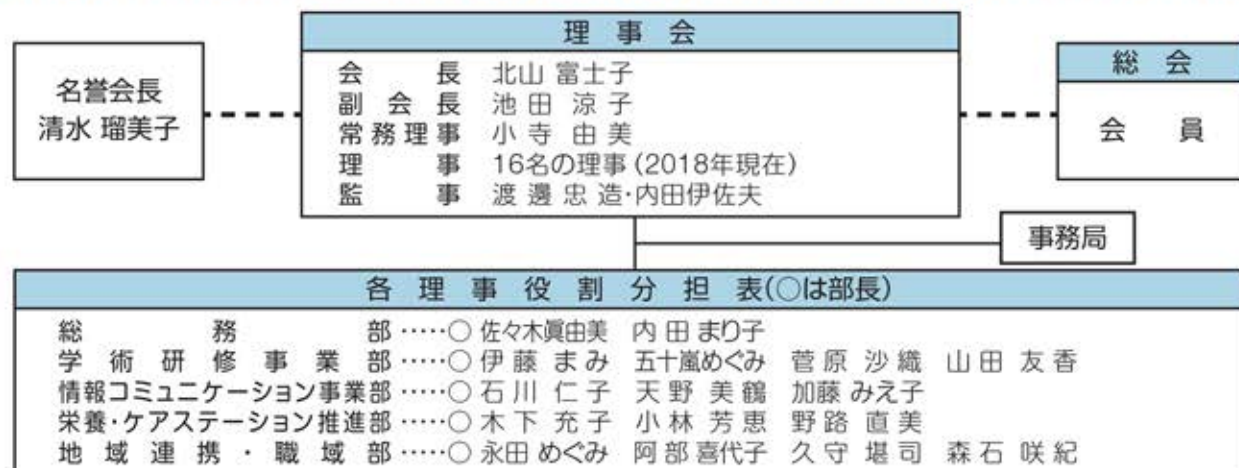 理事会
会長 北山 富士子
副会長 池田 涼子
常務理事 小寺 由美
理事 16名の理事(2018年現在)
監事 渡邊忠造・内田伊佐夫
名誉会長
清水 瑠美子
総会
会員
事務局
各理事役割分担表(○は部長)
総務部……○ 佐々木眞由美 内田まり子
学術研修事業部……○ 伊藤まみ 五十嵐めぐみ 菅原沙織 山田友香
情報コミュニケーション事業部……○ 石川仁子 天野美鶴 加藤みえ子
栄養・ケアステーション推進部……○ 木下充子 小林芳恵 野路直美
地域連携・職域部……○ 永田めぐみ 阿部喜代子 久守堪司 森石咲紀